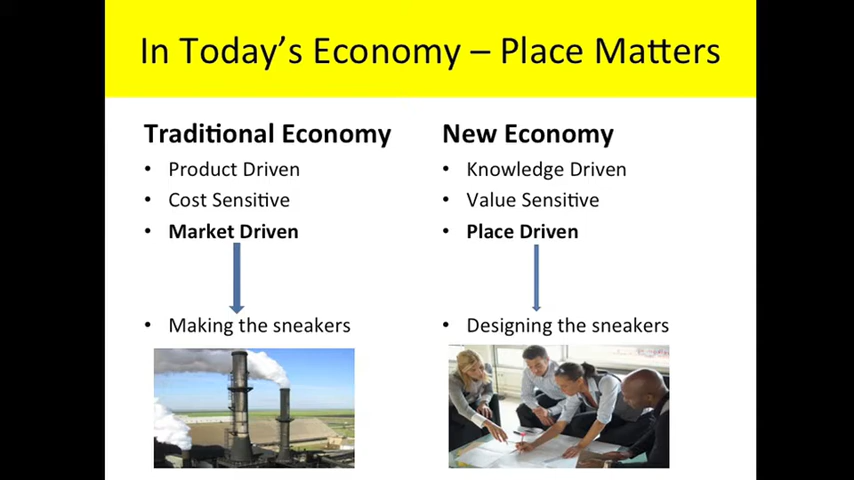 In Today's Economy – Place Matters
Traditional Economy
• Product Driven
• Cost Sensitive
• Market Driven
• Making the sneakers
New Economy
• Knowledge Driven
• Value Sensitive
• Place Driven
• Designing the sneakers